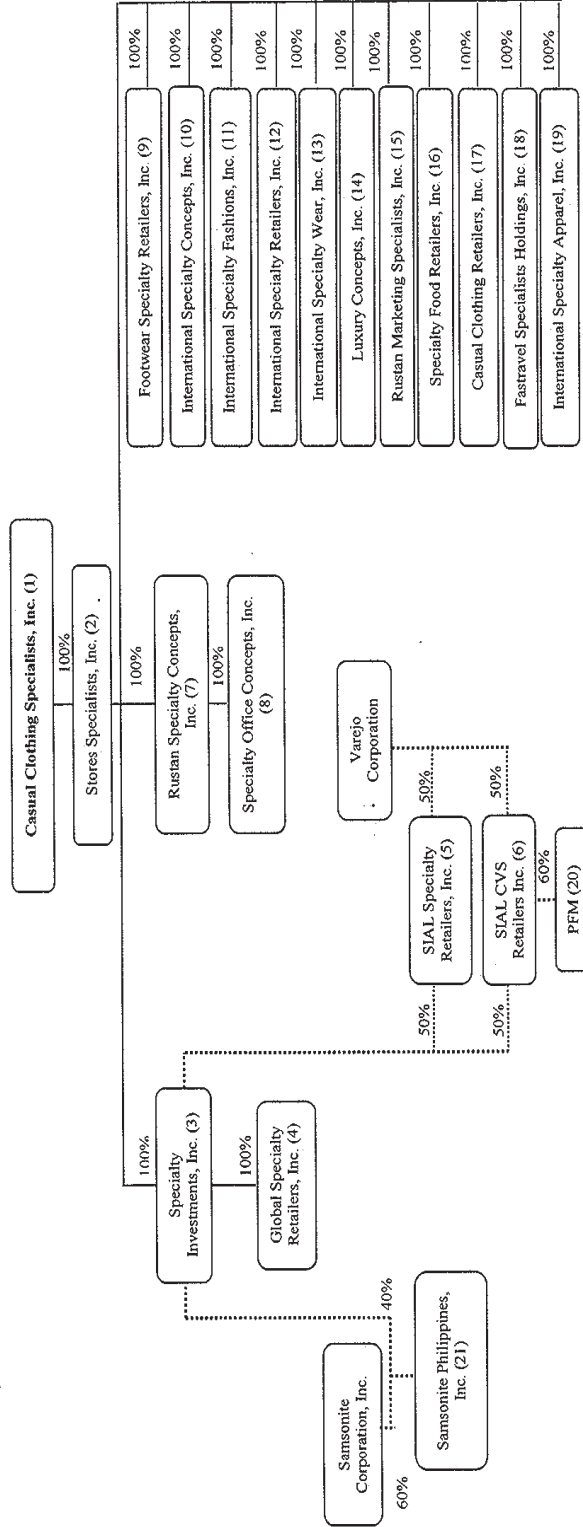 Casual Clothing Specialists, Inc. (1)
100%
Stores Specialists, Inc. (2)
100%
Specialty
Investments, Inc. (3)
100%
Global Specialty
Retailers, Inc. (4)
100%
Rustan Specialty Concepts,
Inc. (7)
100%
Specialty Office Concepts, Inc.
(8)
Samsonite
Corporation, Inc.
60%
40%
Samsonite Philippines,
Inc. (21)
Varejo
Corporation
50%
SIAL Specialty
Retailers, Inc. (5)
50%
50%
SIAL CVS
Retailers Inc. (6)
50%
60%
PFM (20)
Footwear Specialty Retailers, Inc. (9)
100%
International Specialty Concepts, Inc. (10)
100%
International Specialty Fashions, Inc. (11)
100%
International Specialty Retailers, Inc. (12)
100%
International Specialty Wear, Inc. (13)
100%
Luxury Concepts, Inc. (14)
100%
Rustan Marketing Specialists, Inc. (15)
100%
Specialty Food Retailers, Inc. (16)
100%
Casual Clothing Retailers, Inc. (17)
100%
Fastravel Specialists Holdings, Inc. (18)
100%
International Specialty Apparel, Inc. (19)
100%